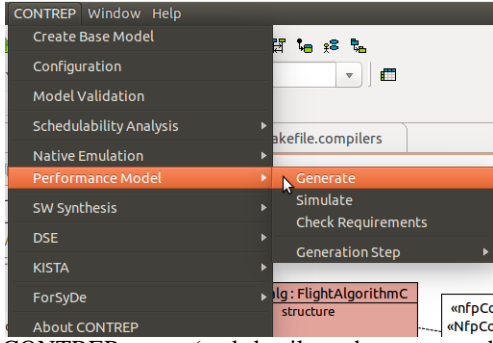 CONTREP Window Help
Create Base Model
Configuration
Model Validation
Schedulability Analysis
akefile.compilers
Native Emulation
Performance Model
Generate
Simulate
SW Synthesis
Check Requirements
DSE
Generation Step
KISTA
ForSyDe
lg : FlightAlgorithmC
structure
«nfpCo
«NfpCo
About CONTREP